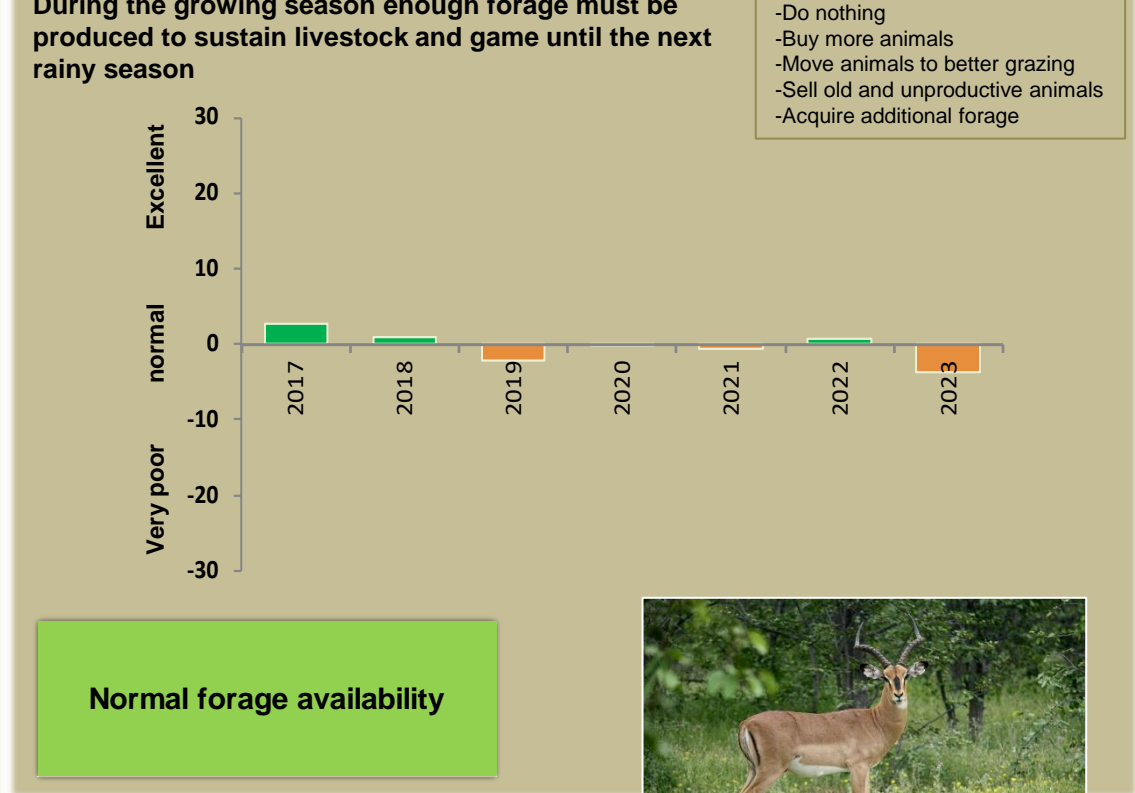 During the growing season enough forage must be
produced to sustain livestock and game until the next
rainy season
-Do nothing
-Buy more animals
-Move animals to better grazing
-Sell old and unproductive animals
-Acquire additional forage
Excellent
normal
Very poor
30
20
10
0
-10
-20
-30
2017
2018
2019
2020
2021
2022
2023
Normal forage availability